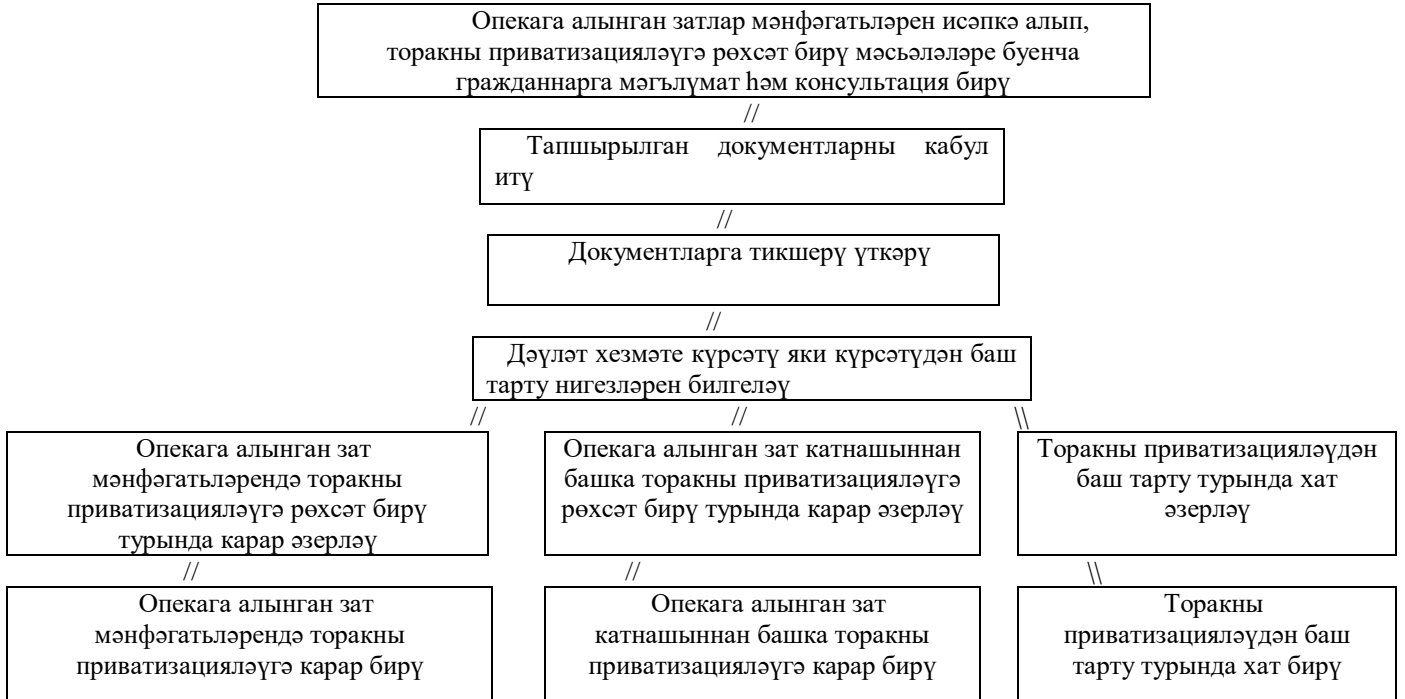 Опекага алынган затлар мәнфәгатьләрен исәпкә алып,
торакны приватизацияләүгә рөхсәт бирү мәсьәләләре буенча
гражданнарга мәгълүмат һәм консультация бирү
//
Тапшырылган документларны кабул
итү
//
Документларга тикшерү үткәрү
//
Дәүләт хезмәте күрсәтү яки күрсәтүдән баш
тарту нигезләрен билгеләү
// // \\
Опекага алынган зат
мәнфәгатьләрендә торакны
приватизацияләүгә рөхсәт бирү
турында карар әзерләү
Опекага алынган зат катнашыннан
башка торакны приватизацияләүгә
рөхсәт бирү турында карар әзерләү
Торакны приватизацияләүдән
баш тарту турында хат
әзерләү
// // \\
Опекага алынган зат
мәнфәгатьләрендә торакны
приватизацияләүгә карар бирү
Опекага алынган зат
катнашыннан башка торакны
приватизацияләүгә карар бирү
Торакны
приватизацияләүдән баш
тарту турында хат бирү